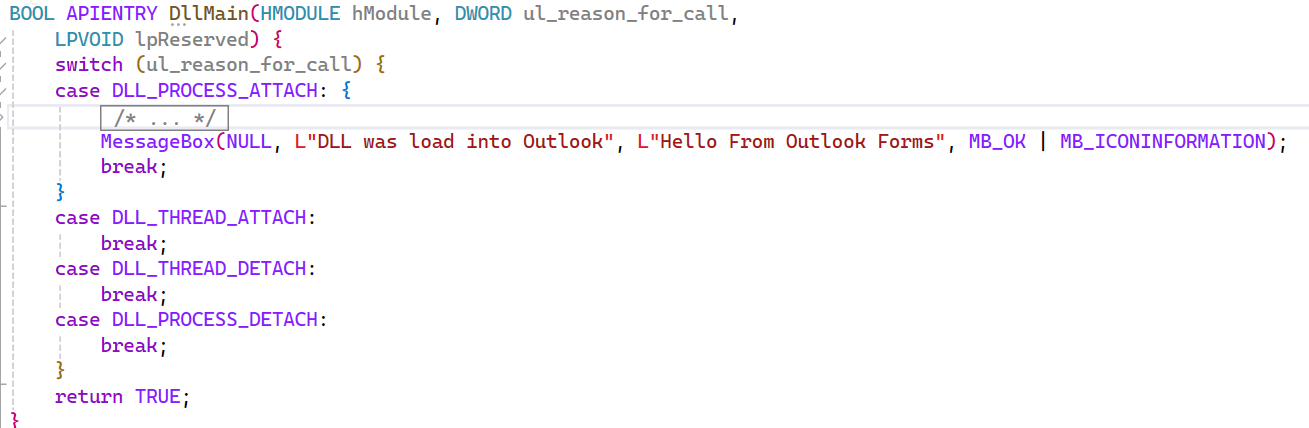 BOOL APIENTRY DllMain(HMODULE hModule, DWORD ul_reason_for_call,
LPVOID lpReserved) {
switch (ul_reason_for_call) {
case DLL_PROCESS_ATTACH: {
/* ... */
MessageBox(NULL, L"DLL was load into Outlook", L"Hello From Outlook Forms", MB_OK | MB_ICONINFORMATION);
break;
}
case DLL_THREAD_ATTACH:
break;
case DLL_THREAD_DETACH:
break;
case DLL_PROCESS_DETACH:
break;
}
return TRUE;
}